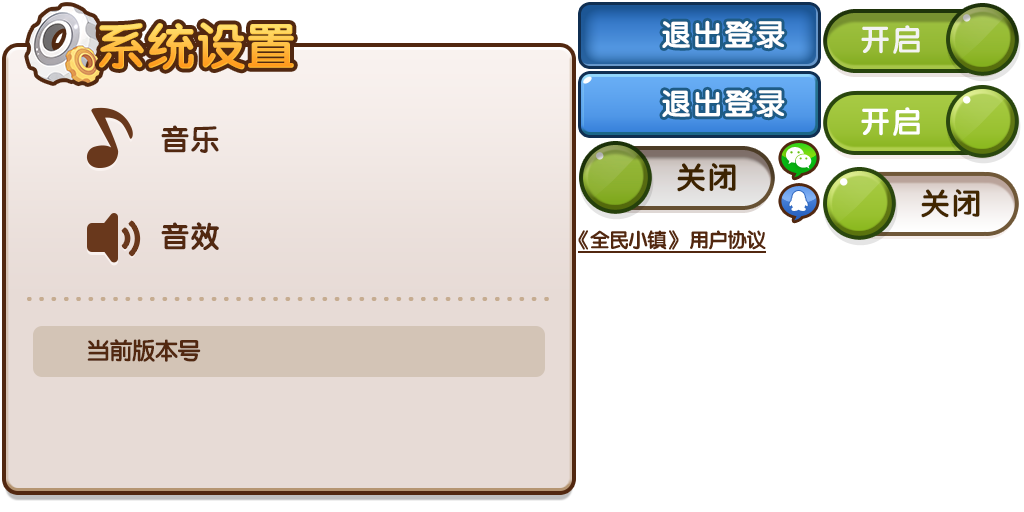 系统设置
音乐
音效
当前版本号
退出登录
退出登录
关闭
《全民小镇》用户协议
开启
开启
关闭